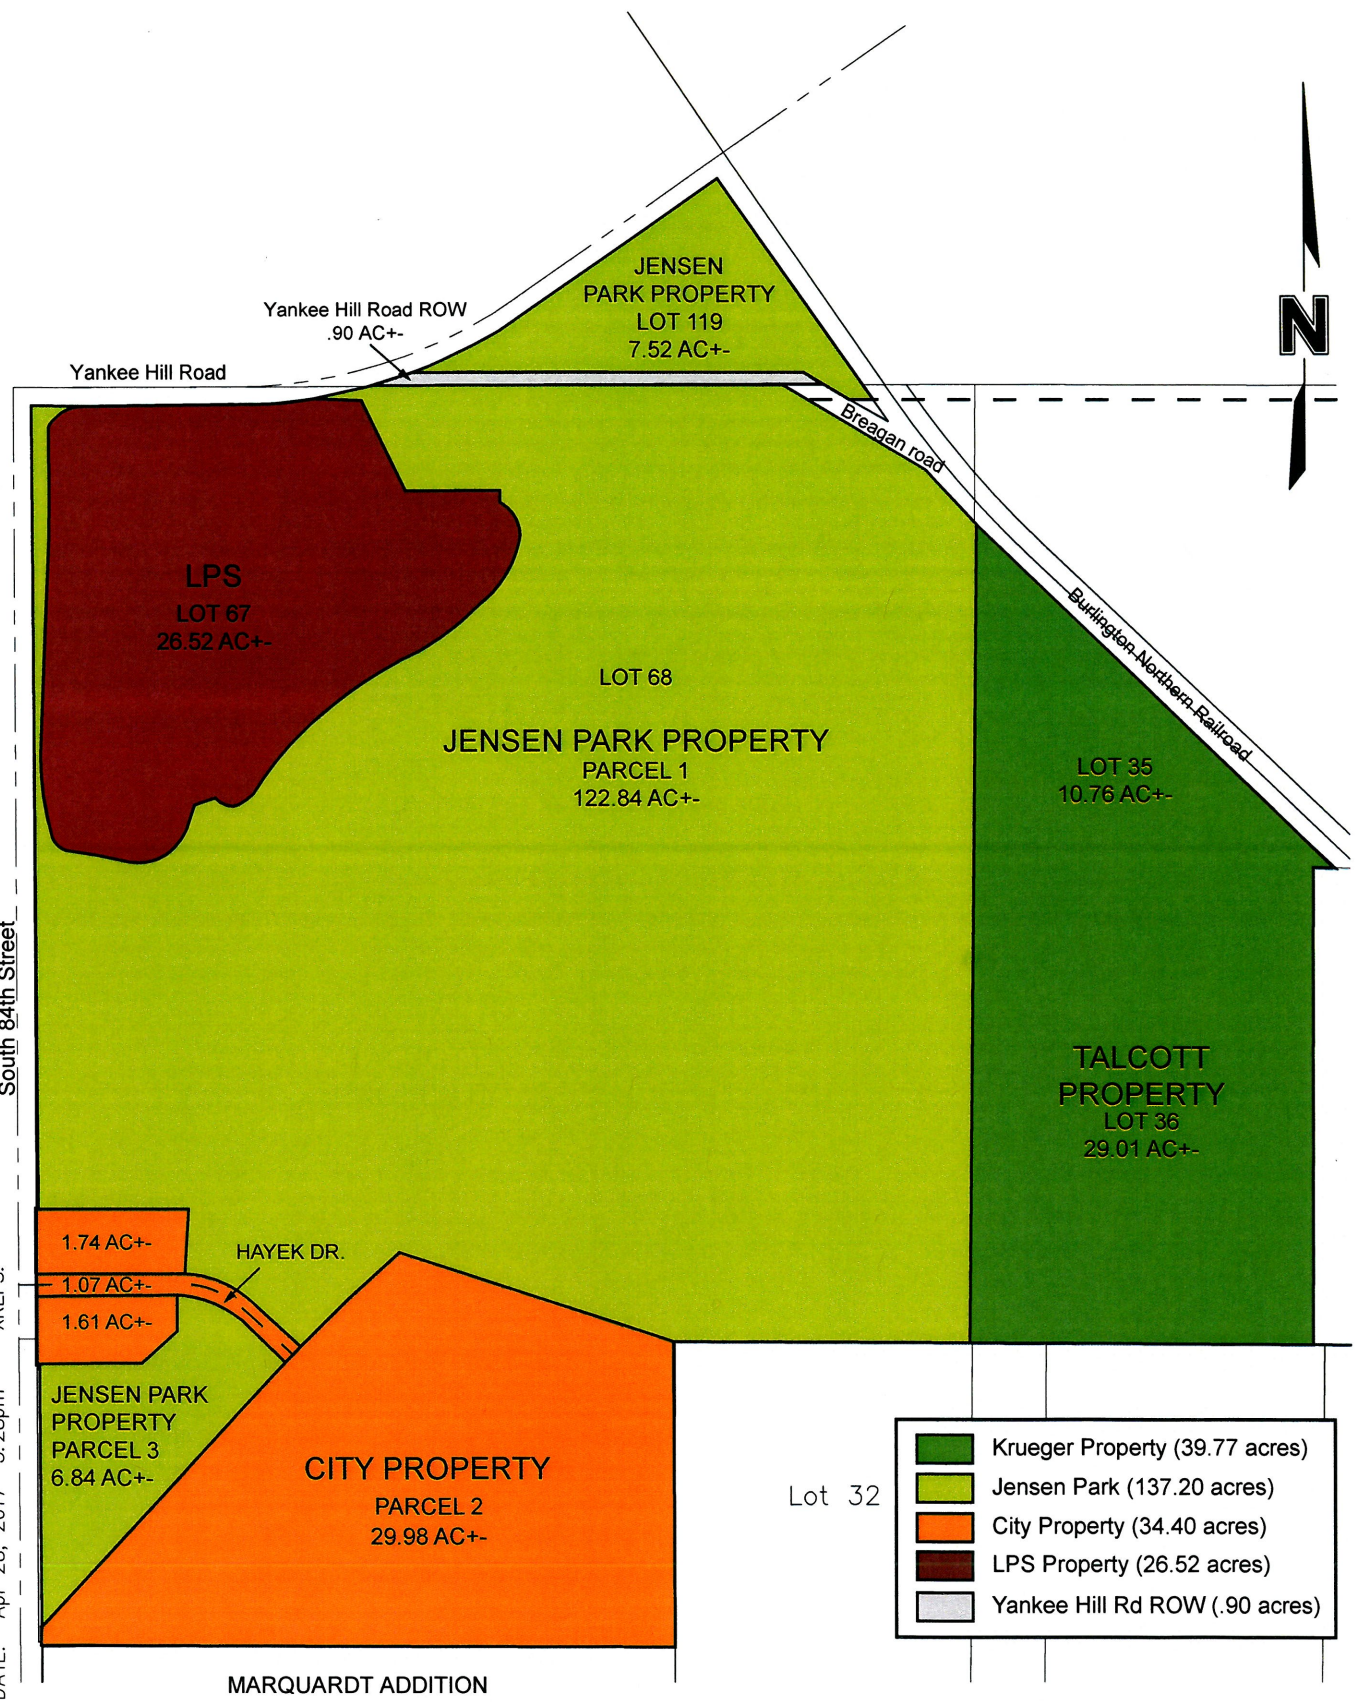 JENSEN
PARK PROPERTY
LOT 119
7.52 AC+-
Yankee Hill Road ROW
.90 AC+-
Yankee Hill Road
N
Breagan road
Burlington Northern Railroad
LPS
LOT 67
26.52 AC+-
LOT 68
JENSEN PARK PROPERTY
PARCEL 1
122.84 AC+-
LOT 35
10.76 AC+-
South 84th Street
TALCOTT
PROPERTY
LOT 36
29.01 AC+-
1.74 AC+-
HAYEK DR.
1.07 AC+-
1.61 AC+-
JENSEN PARK
PROPERTY
PARCEL 3
6.84 AC+-
CITY PROPERTY
PARCEL 2
29.98 AC+-
Lot 32
Krueger Property (39.77 acres)
Jensen Park (137.20 acres)
City Property (34.40 acres)
LPS Property (26.52 acres)
Yankee Hill Rd ROW (.90 acres)
MARQUARDT ADDITION